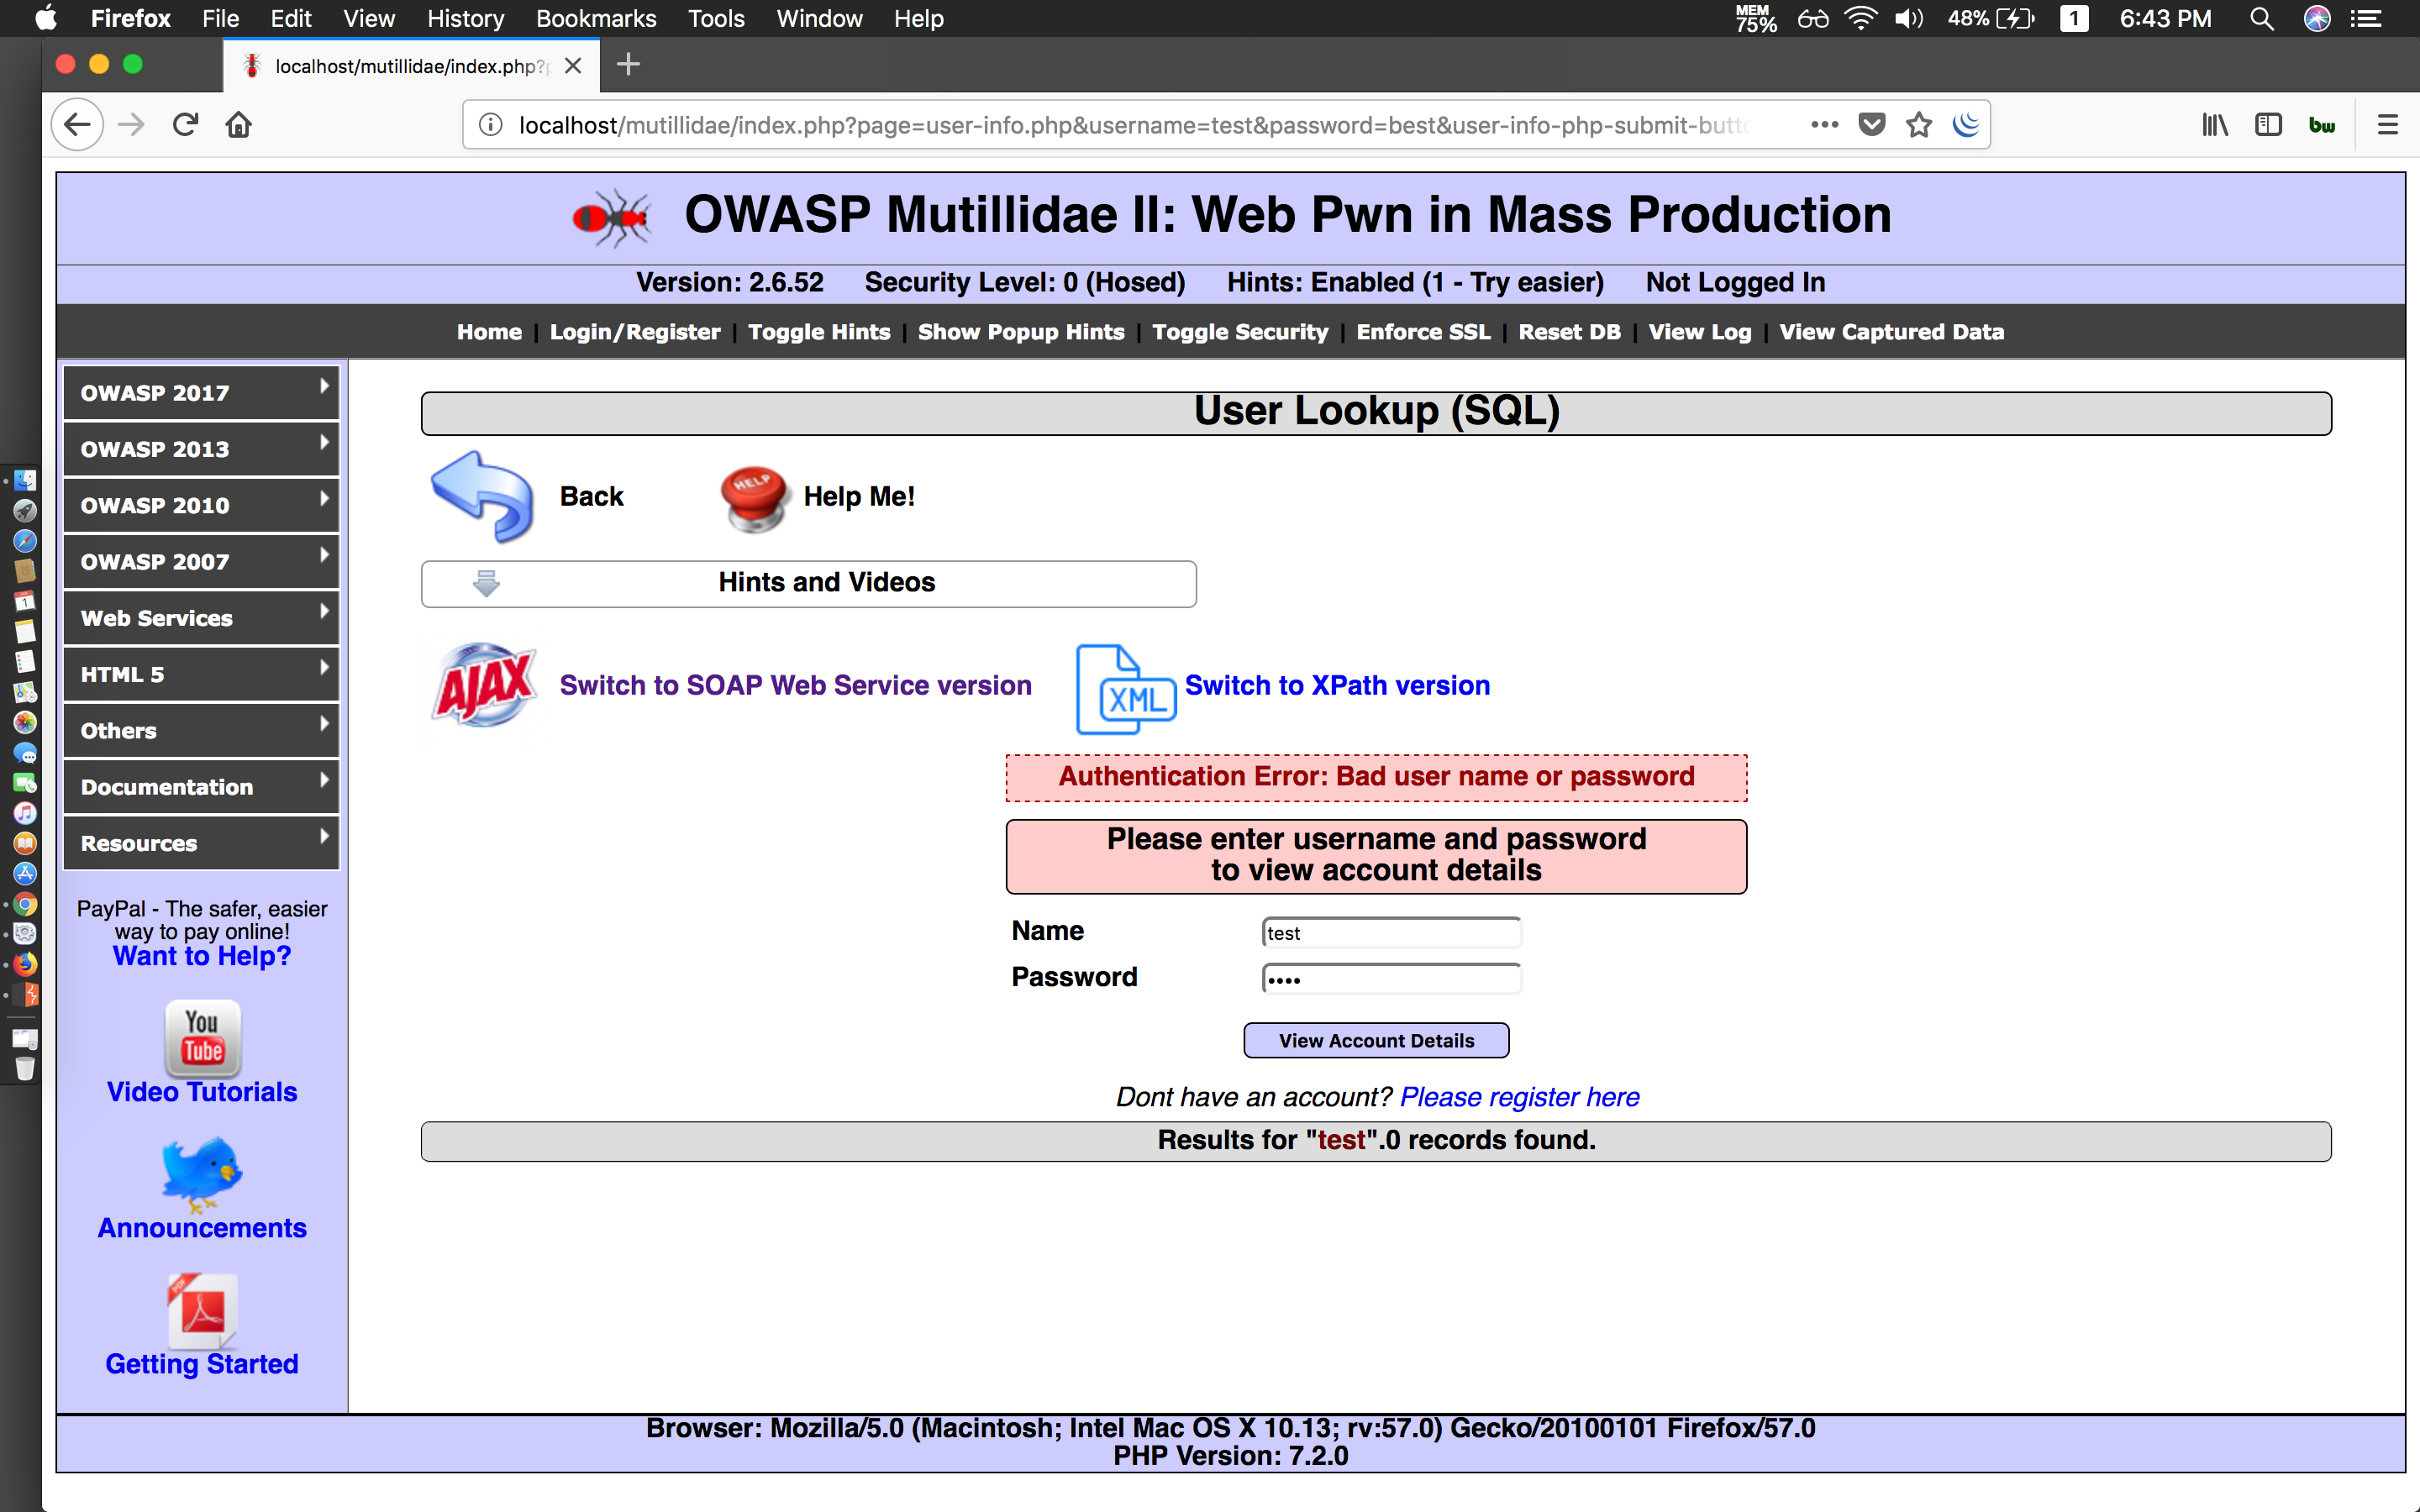 Firefox File Edit View History Bookmarks Tools Window Help MEM 75% 48% 1 6:43 PM
localhost/mutillidae/index.php?
localhost/mutillidae/index.php?page=user-info.php&username=test&password=best&user-info-php-submit-butto
bw
OWASP Mutillidae II: Web Pwn in Mass Production
Version: 2.6.52 Security Level: 0 (Hosed) Hints: Enabled (1 - Try easier) Not Logged In
Home | Login/Register | Toggle Hints | Show Popup Hints | Toggle Security | Enforce SSL | Reset DB | View Log | View Captured Data
OWASP 2017
OWASP 2013
OWASP 2010
OWASP 2007
Web Services
HTML 5
Others
Documentation
Resources
PayPal - The safer, easier
way to pay online!
Want to Help?
You
Tube
Video Tutorials
Announcements
PDF
Getting Started
User Lookup (SQL)
Back
HELP
Help Me!
Hints and Videos
AJAX
Switch to SOAP Web Service version
XML
Switch to XPath version
Authentication Error: Bad user name or password
Please enter username and password
to view account details
Name test
Password ••••
View Account Details
Dont have an account? Please register here
Results for "test".0 records found.
Browser: Mozilla/5.0 (Macintosh; Intel Mac OS X 10.13; rv:57.0) Gecko/20100101 Firefox/57.0
PHP Version: 7.2.0